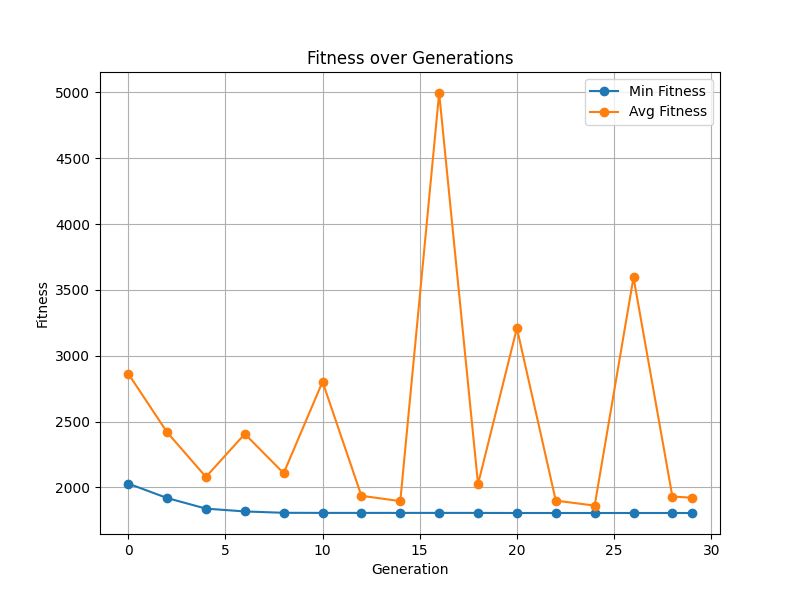 Fitness over Generations
Min Fitness
Avg Fitness
Fitness
5000
4500
4000
3500
3000
2500
2000
0 5 10 15 20 25 30
Generation